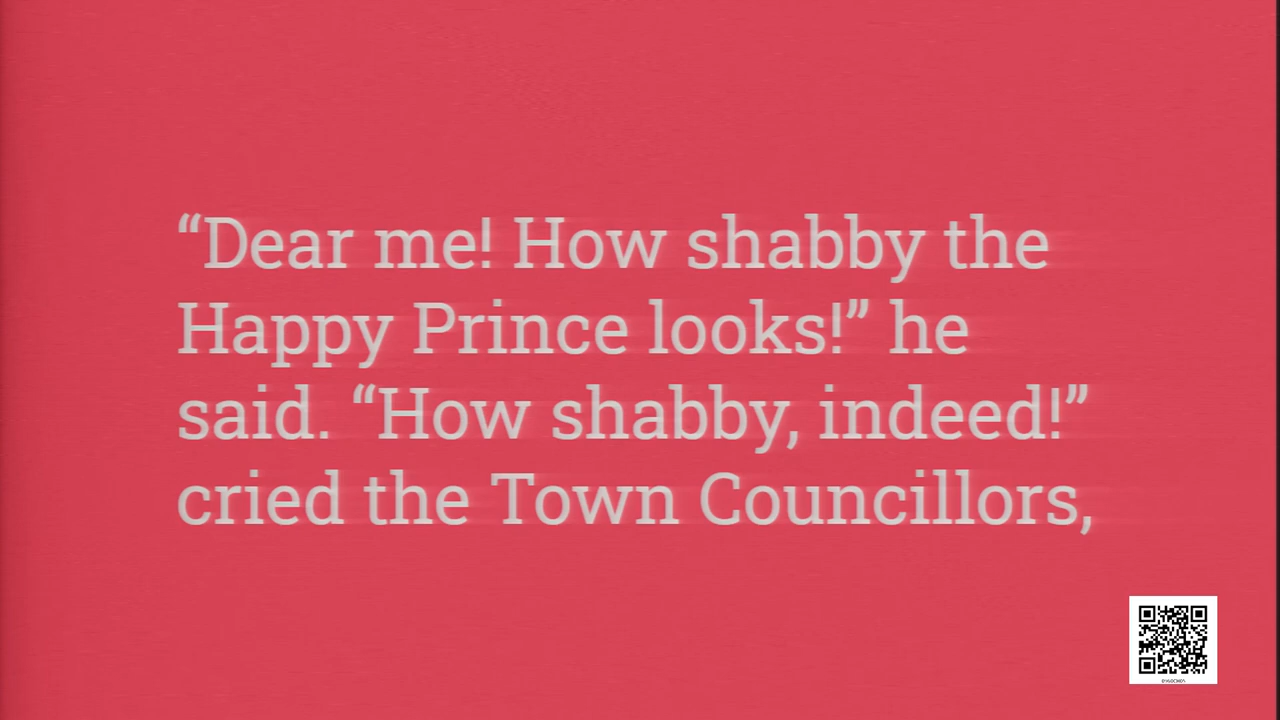 “Dear me! How shabby the
Happy Prince looks!” he
said. “How shabby, indeed!”
cried the Town Councillors,